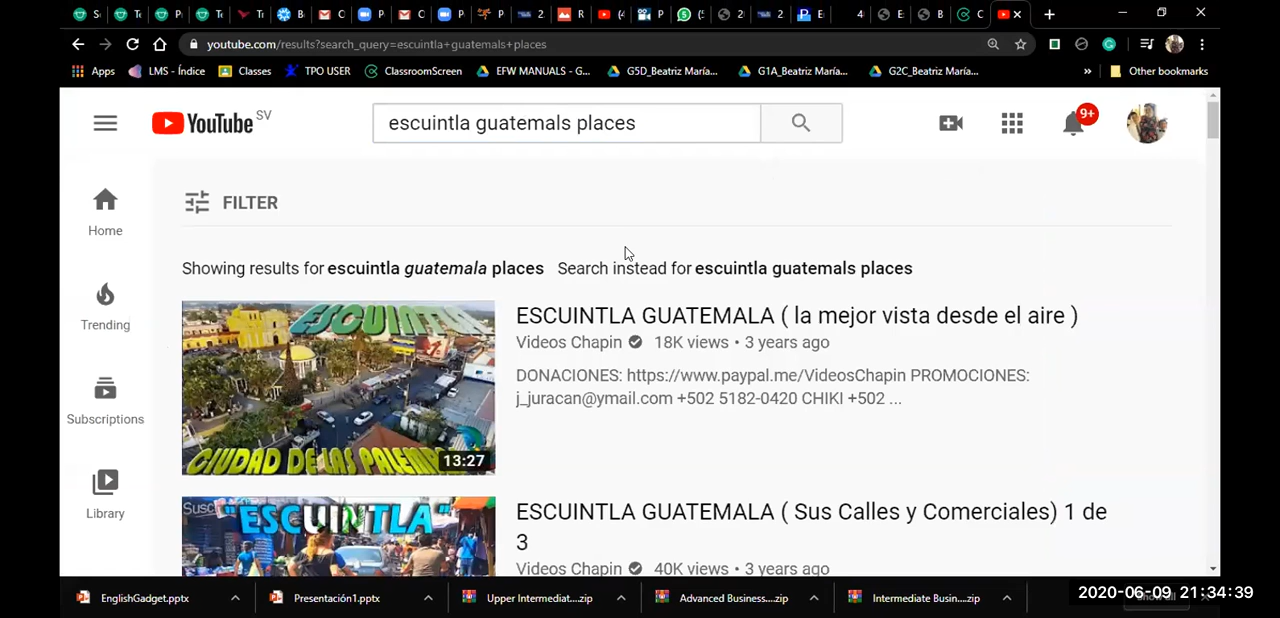 youtube.com/results?search_query=escuintla+guatemals+places
Apps LMS - Índice Classes TPO USER ClassroomScreen EFW MANUALS - G... G5D_Beatriz María... G1A_Beatriz María... G2C_Beatriz María... » Other bookmarks
YouTube SV
escuintla guatemals places
9+
FILTER
Home
Showing results for escuintla guatemala places Search instead for escuintla guatemals places
Trending
ESCUINTLA
ESCUINTLA GUATEMALA ( la mejor vista desde el aire )
Videos Chapin 18K views • 3 years ago
DONACIONES: https://www.paypal.me/VideosChapin PROMOCIONES:
j_juracan@ymail.com +502 5182-0420 CHIKI +502 ...
Subscriptions
CIUDAD DE LAS
13:27
Library
"ESCUINTLA"
ESCUINTLA GUATEMALA ( Sus Calles y Comerciales) 1 de
3
Videos Chapin 40K views • 3 years ago
EnglishGadget.pptx Presentación1.pptx Upper Intermediat....zip Advanced Business....zip Intermediate Busin....zip
2020-06-09 21:34:39